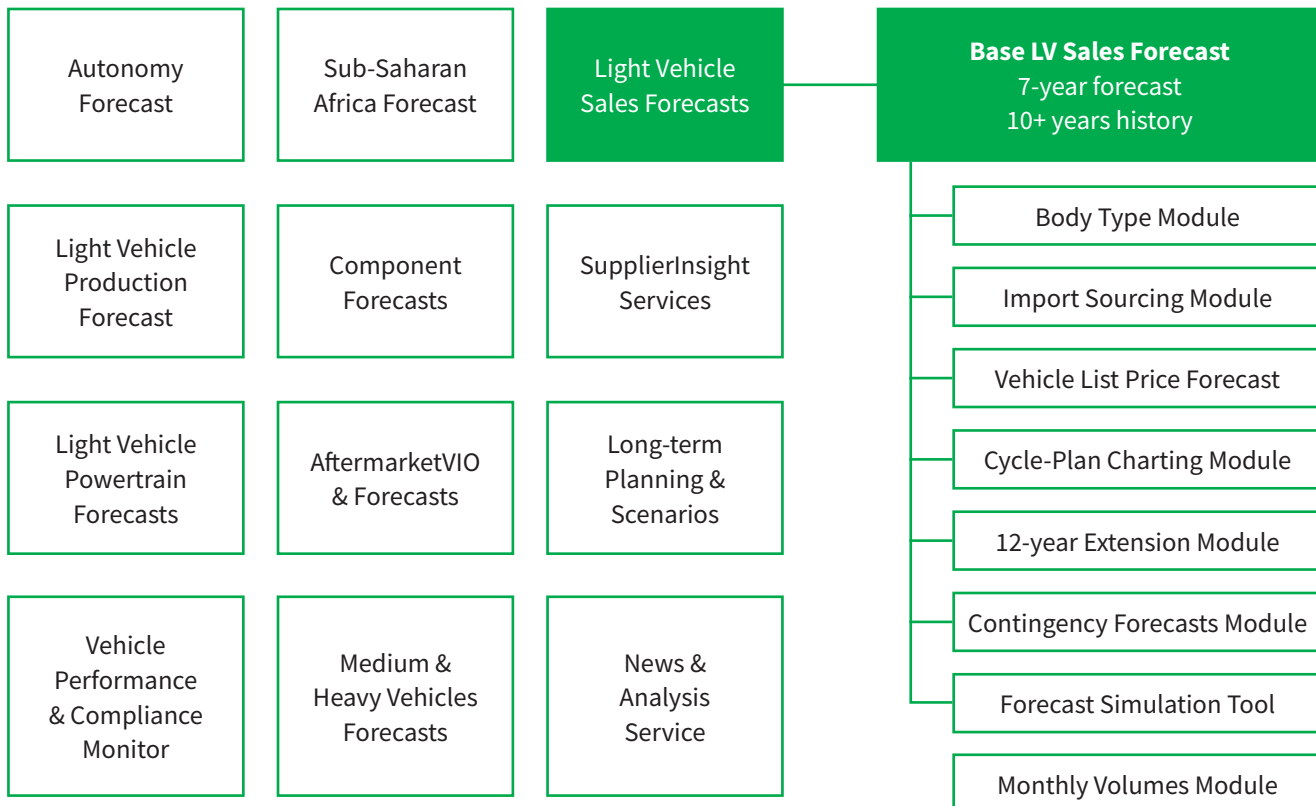 Autonomy
Forecast
Sub-Saharan
Africa Forecast
Light Vehicle
Sales Forecasts
Base LV Sales Forecast
7-year forecast
10+ years history
Light Vehicle
Production
Forecast
Component
Forecasts
SupplierInsight
Services
Light Vehicle
Powertrain
Forecasts
AftermarketVIO
& Forecasts
Long-term
Planning &
Scenarios
Vehicle
Performance
& Compliance
Monitor
Medium &
Heavy Vehicles
Forecasts
News &
Analysis
Service
Body Type Module
Import Sourcing Module
Vehicle List Price Forecast
Cycle-Plan Charting Module
12-year Extension Module
Contingency Forecasts Module
Forecast Simulation Tool
Monthly Volumes Module